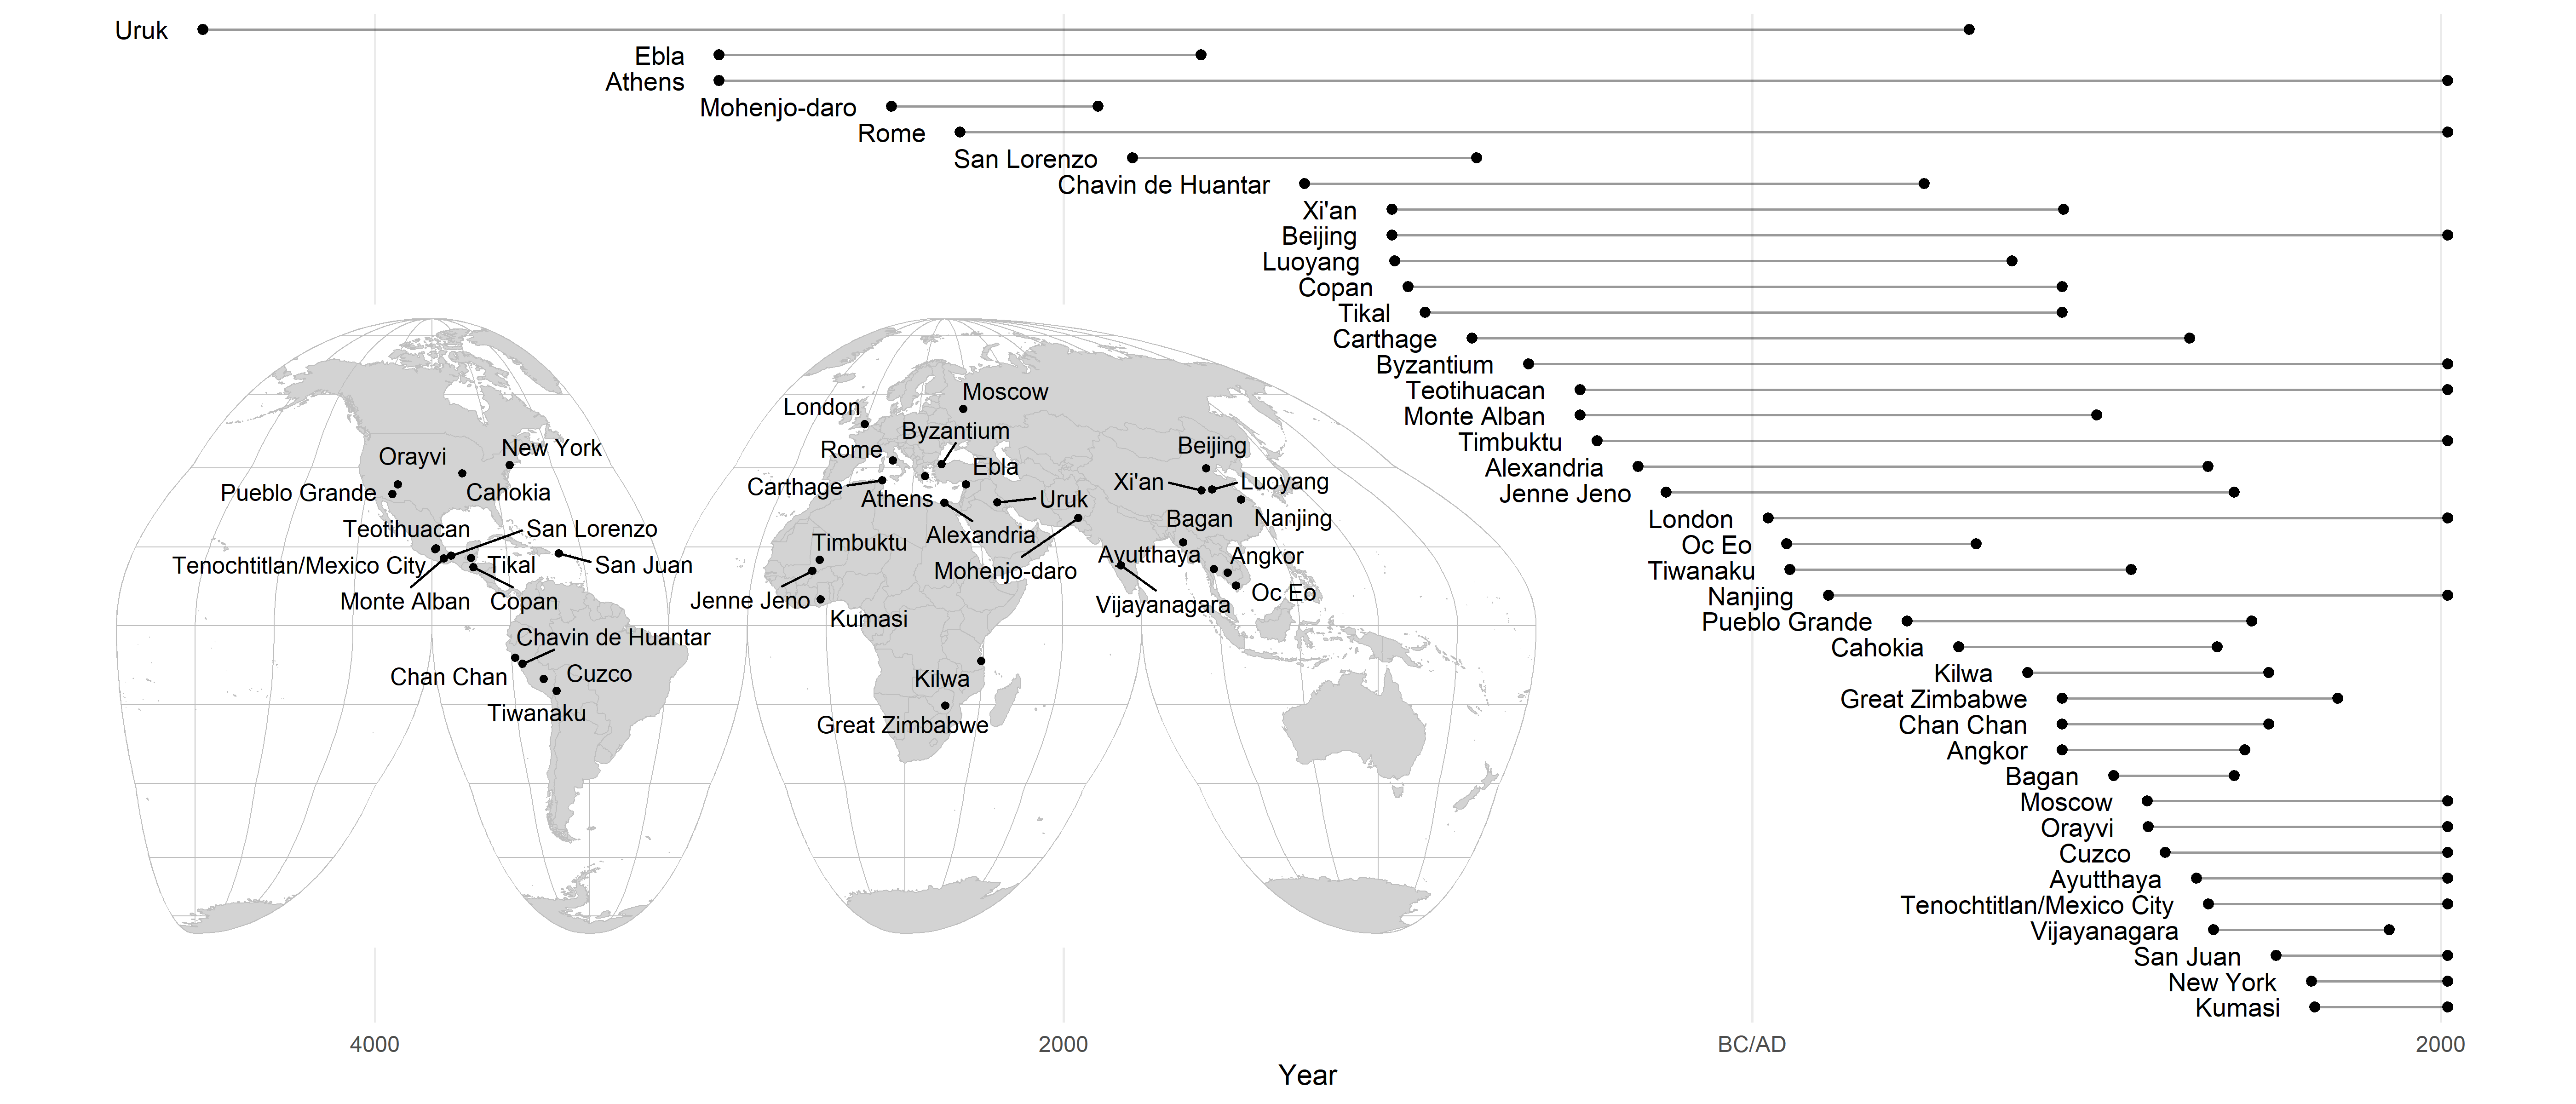 Uruk
Ebla
Athens
Mohenjo-daro
Rome
San Lorenzo
Chavin de Huantar
Xi'an
Beijing
Luoyang
Copan
Tikal
Carthage
Byzantium
Teotihuacan
Monte Alban
Timbuktu
Alexandria
Jenne Jeno
London
Oc Eo
Tiwanaku
Nanjing
Pueblo Grande
Cahokia
Kilwa
Great Zimbabwe
Chan Chan
Angkor
Bagan
Moscow
Orayvi
Cuzco
Ayutthaya
Tenochtitlan/Mexico City
Vijayanagara
San Juan
New York
Kumasi
Moscow
London
Byzantium
Rome
Ebla
Carthage
Athens
Uruk
Alexandria
Mohenjo-daro
Timbuktu
Jenne Jeno
Kumasi
Kilwa
Great Zimbabwe
Beijing
Xi'an
Luoyang
Bagan
Nanjing
Ayutthaya
Angkor
Oc Eo
Vijayanagara
New York
Orayvi
Pueblo Grande
Cahokia
Teotihuacan
San Lorenzo
Tenochtitlan/Mexico City
Tikal
San Juan
Monte Alban
Copan
Chavin de Huantar
Chan Chan
Cuzco
Tiwanaku
4000
2000
BC/AD
2000
Year